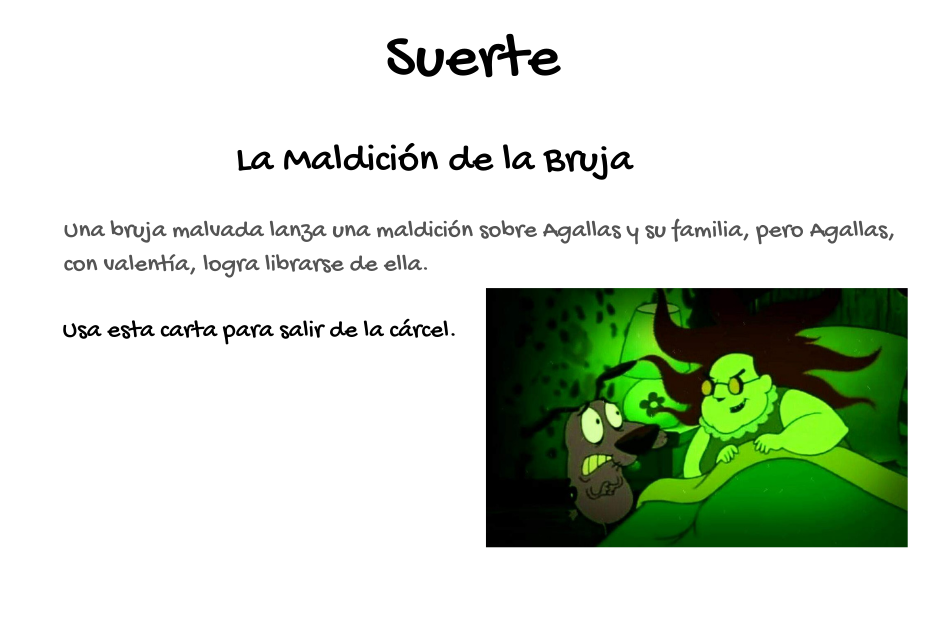 Suerte
La Maldición de la Bruja
Una bruja malvada lanza una maldición sobre Agallas y su familia, pero Agallas,
con valentía, logra librarse de ella.
Usa esta carta para salir de la cárcel.